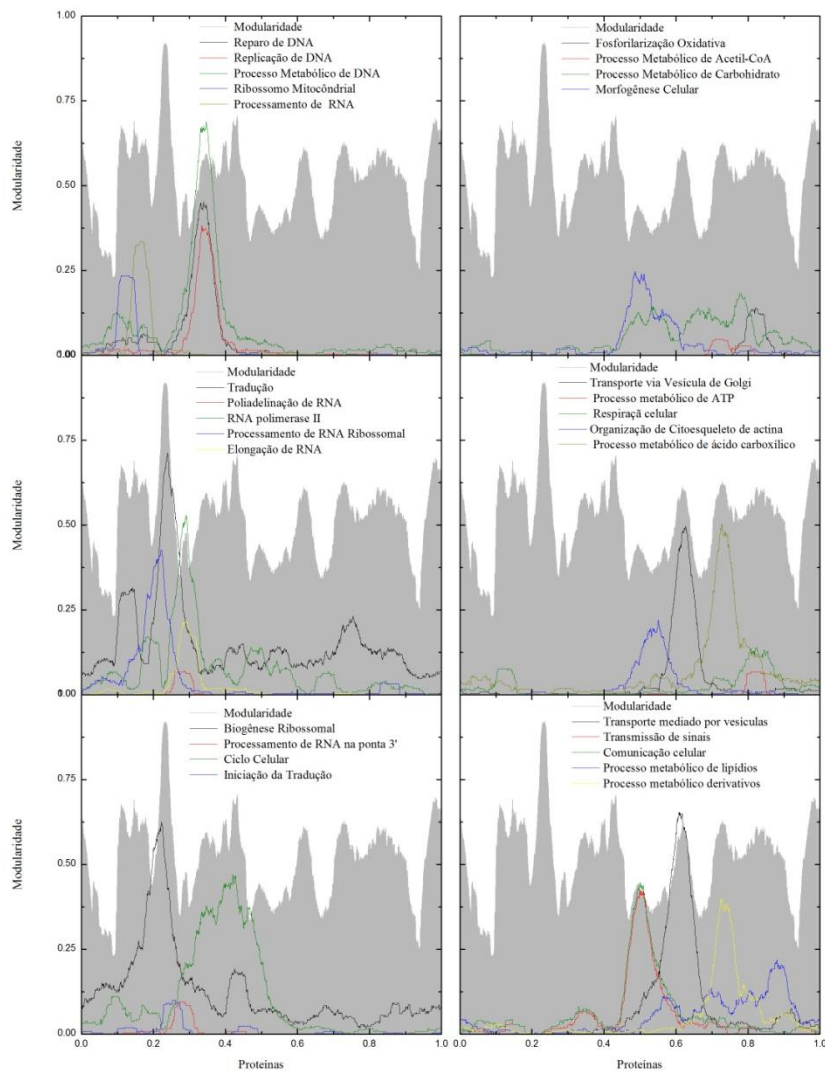 1.00
0.75
0.50
0.25
0.00
Modularidade
Modularidade
Reparo de DNA
Replicação de DNA
Processo Metabólico de DNA
Ribossomo Mitocôndrial
Processamento de RNA
Modularidade
Fosforilarização Oxidativa
Processo Metabólico de Acetil-CoA
Processo Metabólico de Carbohidrato
Morfogênese Celular
0.75
0.50
0.25
Modularidade
Modularidade
Tradução
Poliadelinação de RNA
RNA polimerase II
Processamento de RNA Ribossomal
Elongação de RNA
Modularidade
Transporte via Vesícula de Golgi
Processo metabólico de ATP
Respiraçã celular
Organização de Citoesqueleto de actina
Processo metabólico de ácido carboxílico
0.75
0.50
0.25
0.00
Modularidade
Modularidade
Biogênese Ribossomal
Processamento de RNA na ponta 3'
Ciclo Celular
Iniciação da Tradução
0.0 0.2 0.4 0.6 0.8 1.0
Proteínas
Modularidade
Transporte mediado por vesículas
Transmissão de sinais
Comunicação celular
Processo metabólico de lipídios
Processo metabólico derivativos
0.0 0.2 0.4 0.6 0.8 1.0
Proteínas